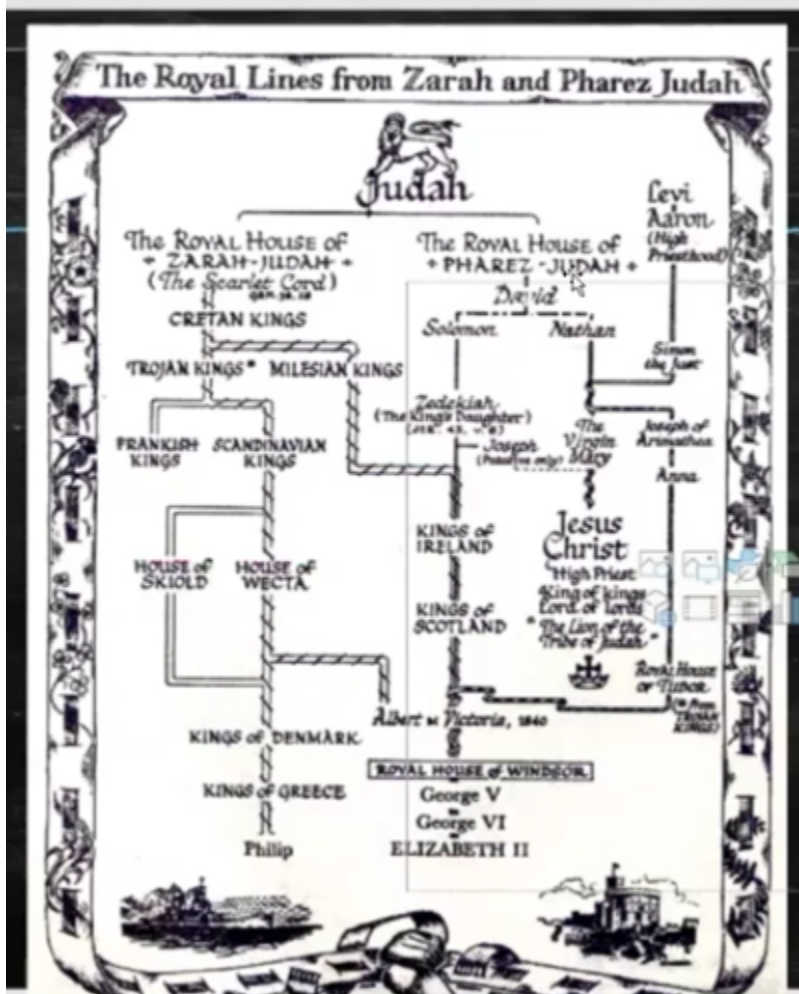 The Royal Lines from Zarah and Pharez Judah
Judah
The Royal House of
ZARAH-JUDAH
(The Scarlet Cord)
CRETAN KINGS
TROJAN KINGS*
MILESIAN KINGS
FRANKISH
KINGS
SCANDINAVIAN
KINGS
HOUSE of
SKIOLD
HOUSE of
WECTA
KINGS of DENMARK
KINGS of GREECE
Philip
The Royal House of
PHAREZ-JUDAH
David
Solomon
Nathan
Zedekiah
(The King's Daughter)
Joseph
(Putative only)
The
Virgin
Mary
KINGS of
IRELAND
KINGS of
SCOTLAND
Jesus
Christ
High Priest
King of kings
Lord of lords
"The Lion of the
Tribe of Judah"
Albert = Victoria, 1840
ROYAL HOUSE of WINDSOR
George V
George VI
ELIZABETH II
Levi
Aaron
(High
Priesthood)
Simon
the Just
Joseph of
Arimathea
Anna
Royal House
of Tudor
(* from
TROJAN
KINGS)